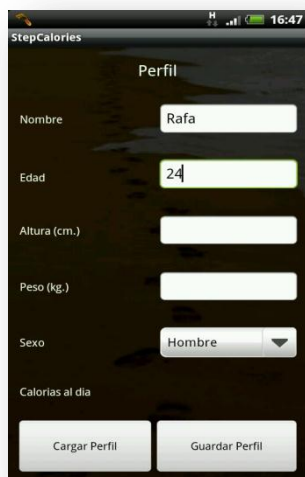 H 16:47
StepCalories
Perfil
Nombre Rafa
Edad 24
Altura (cm.)
Peso (kg.)
Sexo Hombre
Calorias al dia
Cargar Perfil Guardar Perfil